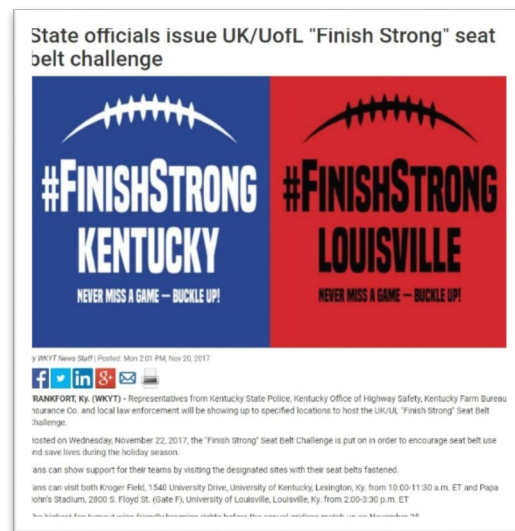 State officials issue UK/UofL "Finish Strong" seat
belt challenge
#FINISHSTRONG
KENTUCKY
NEVER MISS A GAME — BUCKLE UP!
#FINISHSTRONG
LOUISVILLE
NEVER MISS A GAME — BUCKLE UP!
y WKYT News Staff | Posted: Mon 2:01 PM, Nov 20, 2017
RANKFORT, Ky. (WKYT) - Representatives from Kentucky State Police, Kentucky Office of Highway Safety, Kentucky Farm Bureau
nsurance Co. and local law enforcement will be showing up to specified locations to host the UK/UL "Finish Strong" Seat Belt
hallenge.
osted on Wednesday, November 22, 2017, the "Finish Strong" Seat Belt Challenge is put on in order to encourage seat belt use
nd save lives during the holiday season.
ans can show support for their teams by visiting the designated sites with their seat belts fastened.
ans can visit both Kroger Field, 1540 University Drive, University of Kentucky, Lexington, Ky. from 10:00-11:30 a.m. ET and Papa
ohn's Stadium, 2800 S. Floyd St. (Gate F), University of Louisville, Louisville, Ky. from 2:00-3:30 p.m. ET